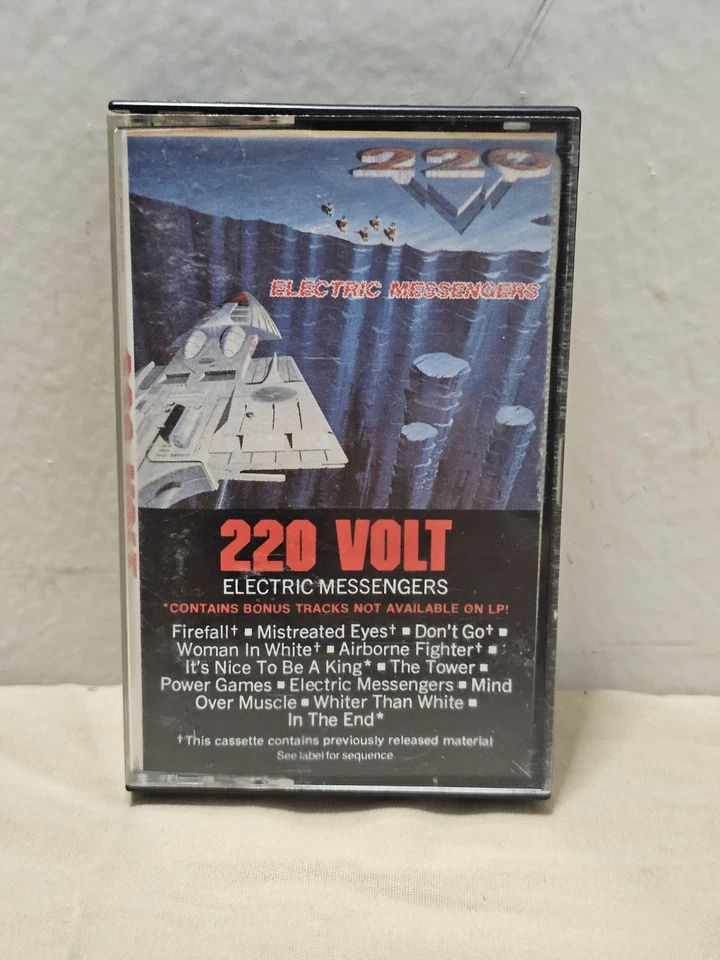 220
V
ELECTRIC MESSENGERS
220 VOLT
ELECTRIC MESSENGERS
*CONTAINS BONUS TRACKS NOT AVAILABLE ON LP!
Firefall† ■ Mistreated Eyes† ■ Don't Go† ■
Woman In White† ■ Airborne Fighter† ■
It's Nice To Be A King* ■ The Tower ■
Power Games ■ Electric Messengers ■ Mind
Over Muscle ■ Whiter Than White ■
In The End*
†This cassette contains previously released material
See label for sequence